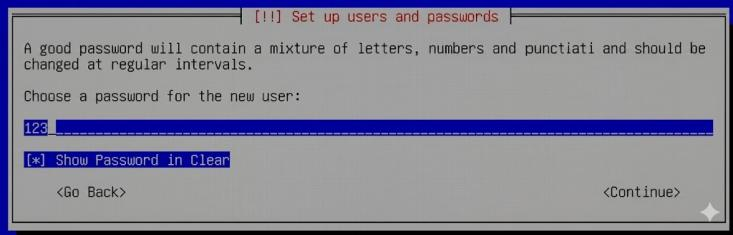 [!!] Set up users and passwords
A good password will contain a mixture of letters, numbers and punctiati and should be
changed at regular intervals.
Choose a password for the new user:
123
[*] Show Password in Clear
<Go Back> <Continue>